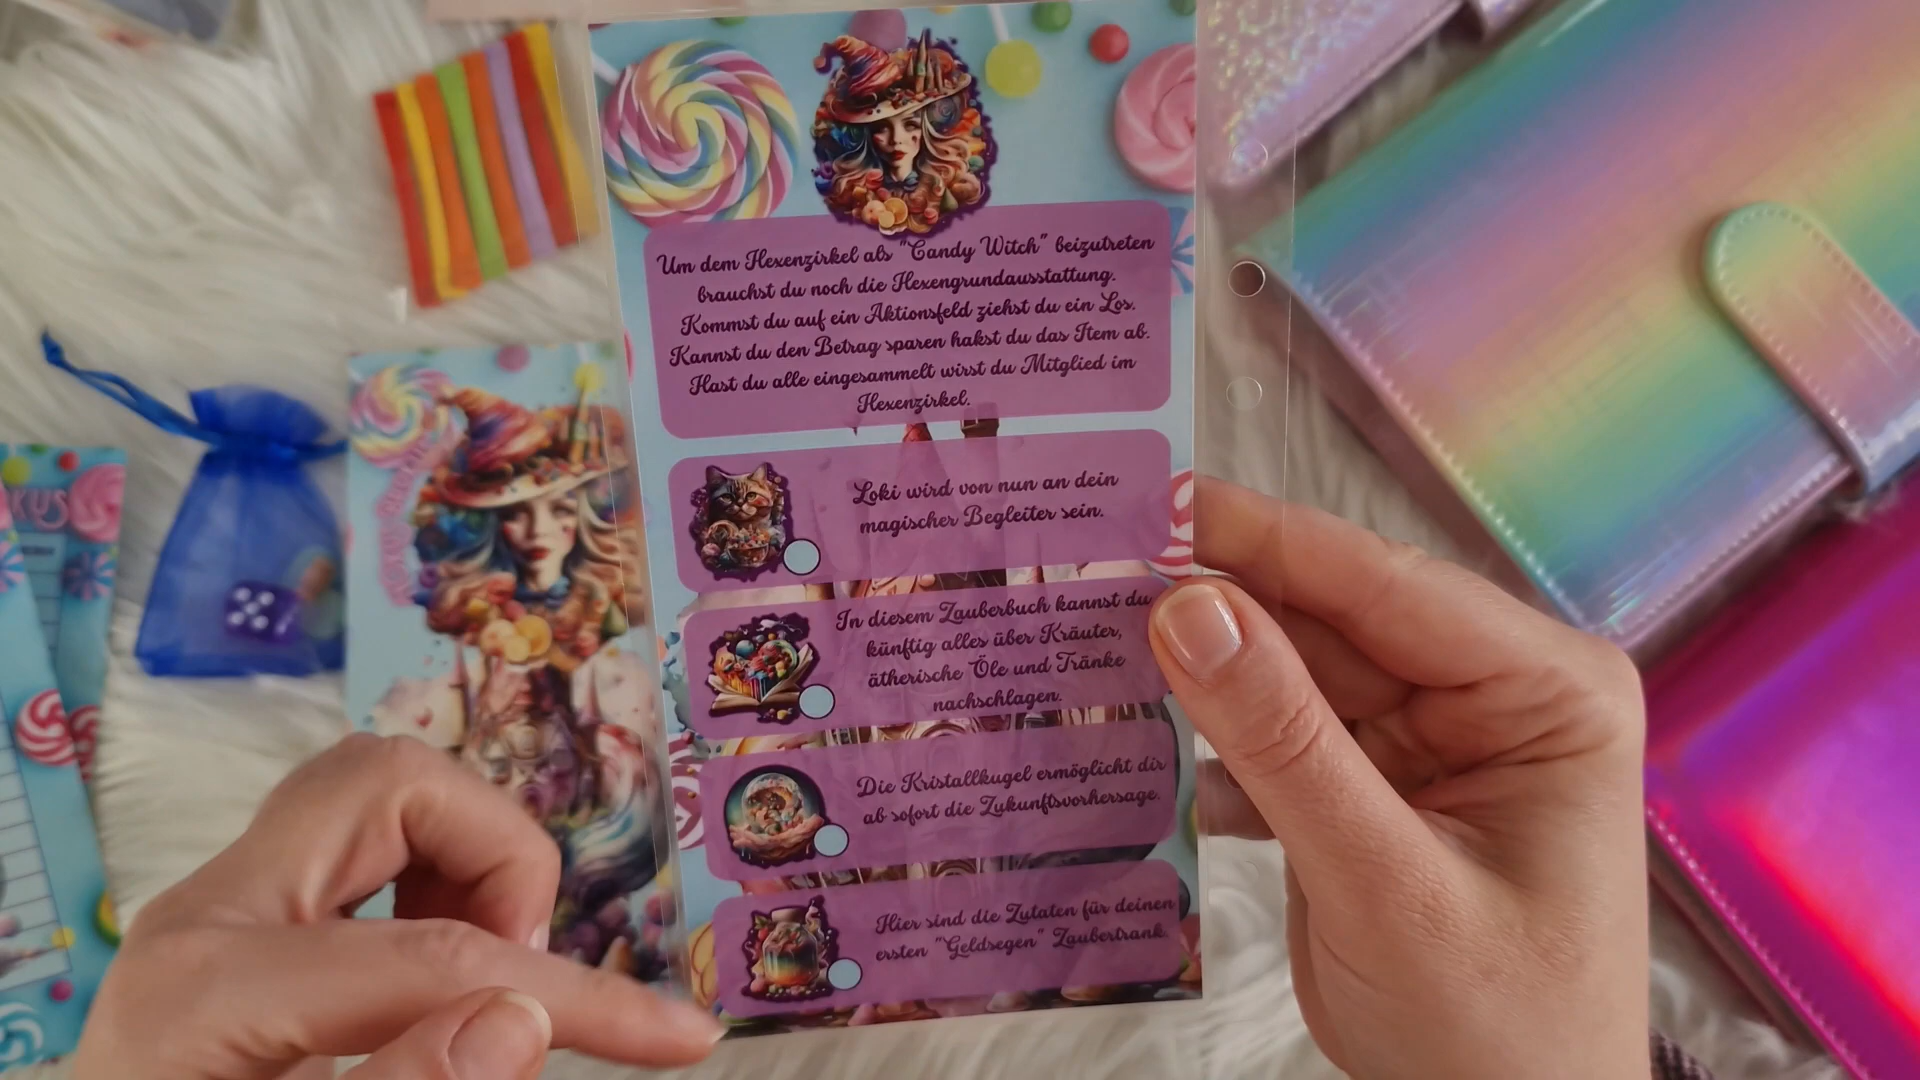 Um dem Hexenzirkel als "Candy Witch" beizutreten
brauchst du noch die Hexengrundausstattung.
Kommst du auf ein Aktionsfeld ziehst du ein Los.
Kannst du den Betrag sparen hakst du das Item ab.
Hast du alle eingesammelt wirst du Mitglied im
Hexenzirkel.
Loki wird von nun an dein
magischer Begleiter sein.
In diesem Zauberbuch kannst du
künftig alles über Kräuter,
ätherische Öle und Tränke
nachschlagen.
Die Kristallkugel ermöglicht dir
ab sofort die Zukunftsvorhersage.
Hier sind die Zutaten für deinen
ersten "Geldsegen" Zaubertrank.